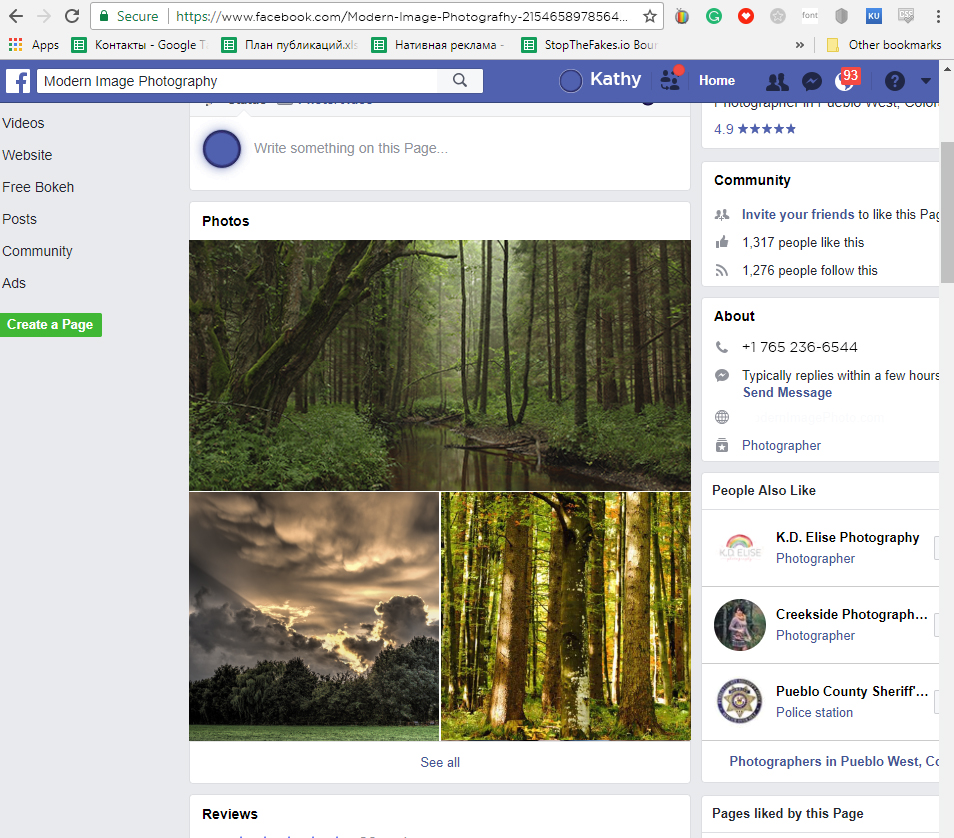 Secure
https://www.facebook.com/Modern-Image-Photografhy-2154658978564...
font
KU
Apps
Контакты - Google Т
План публикаций.xls
Нативная реклама -
StopTheFakes.io Boun
»
Other bookmarks
Modern Image Photography
Kathy
Home
93
Videos
Website
Free Bokeh
Posts
Community
Ads
Create a Page
Status
Photo/Video
Write something on this Page...
Photos
See all
Reviews
Photographer in Pueblo West, Color
4.9 ★★★★★
Community
Invite your friends to like this Pag
1,317 people like this
1,276 people follow this
About
+1 765 236-6544
Typically replies within a few hours
Send Message
Photographer
People Also Like
K.D. ELISE
K.D. Elise Photography
Photographer
Creekside Photograph...
Photographer
Pueblo County Sheriff'...
Police station
Photographers in Pueblo West, Co
Pages liked by this Page